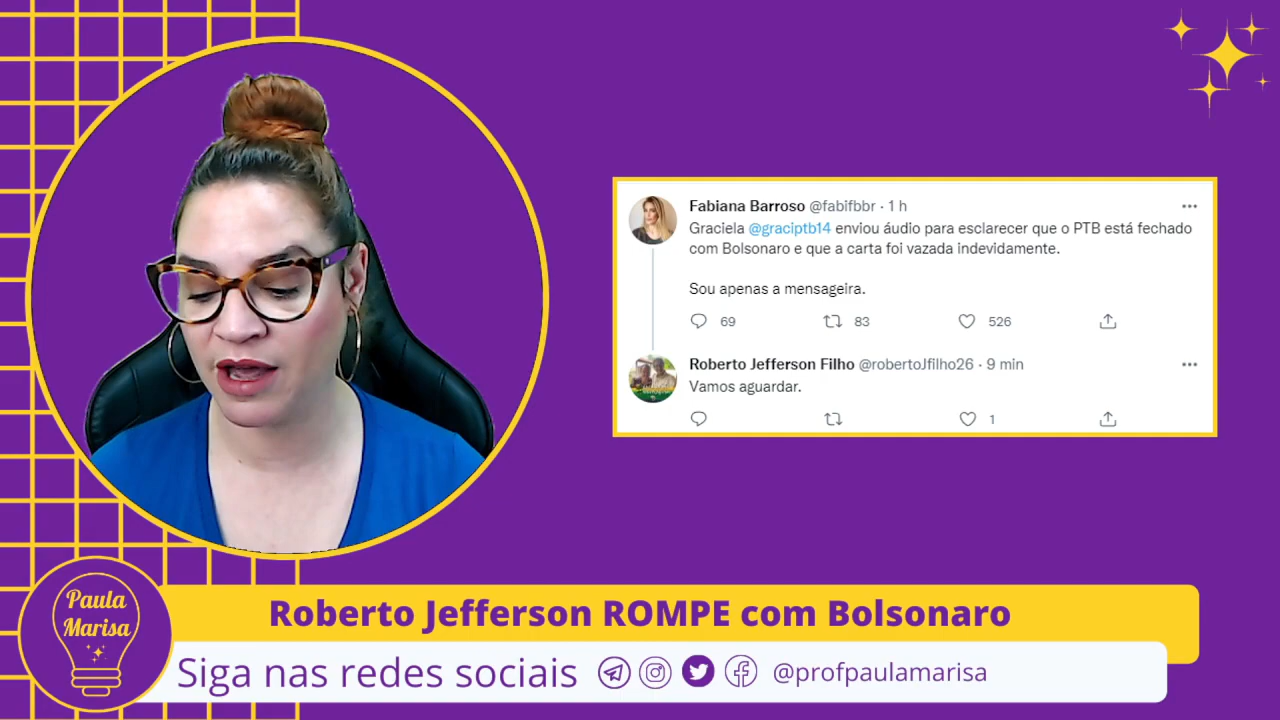 Fabiana Barroso @fabifbbr · 1 h
Graciela @graciptb14 enviou áudio para esclarecer que o PTB está fechado
com Bolsonaro e que a carta foi vazada indevidamente.
Sou apenas a mensageira.
69 83 526
Roberto Jefferson Filho @robertoJfilho26 · 9 min
Vamos aguardar.
1
Paula
Marisa
Roberto Jefferson ROMPE com Bolsonaro
Siga nas redes sociais @profpaulamarisa